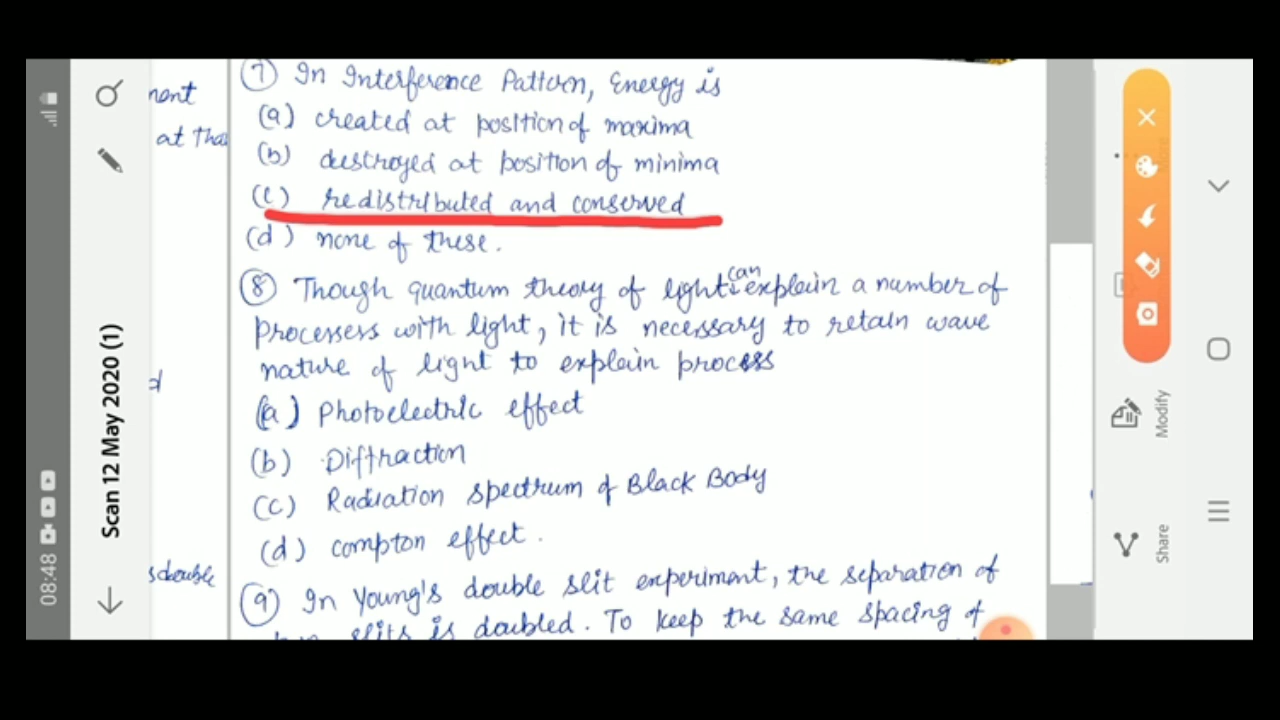 nent
at tha
d
sdouble
⑦ In Interference Pattorn, Energy is
(a) created at position of maxima
(b) destroyed at position of minima
(c) redistributed and conserved
(d) none of these.
⑧ Though quantum theory of light can explain a number of
Processess with light, it is necessary to retain wave
nature of light to explain process
(a) Photoelectric effect
(b) Diffraction
(c) Radiation spectrum of Black Body
(d) compton effect.
⑨ In Young's double slit experiment, the separation of
slits is doubled. To keep the same spacing of
Scan 12 May 2020 (1)
08:48
Modify
Share